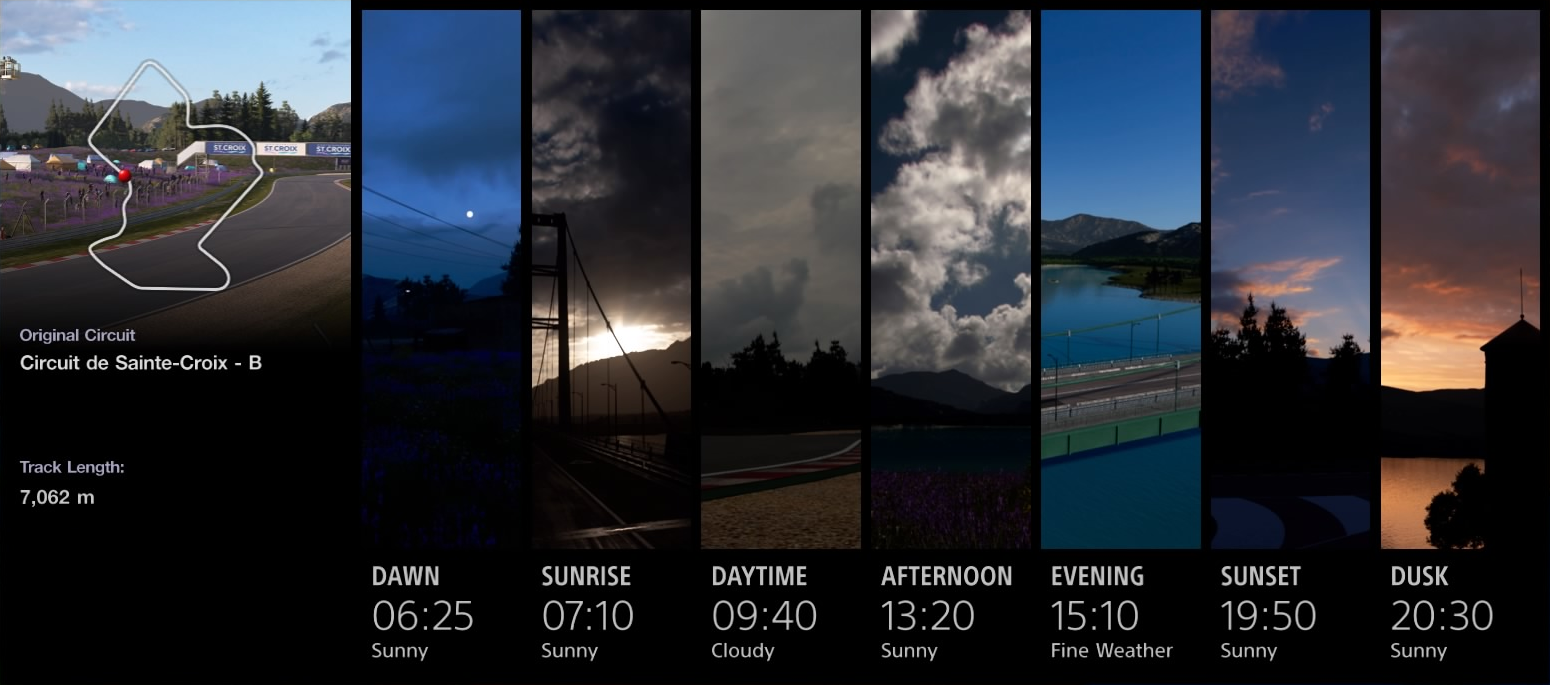 ST.CROIX ST.CROIX ST.CROIX
Original Circuit
Circuit de Sainte-Croix - B
Track Length:
7,062 m
DAWN
06:25
Sunny
SUNRISE
07:10
Sunny
DAYTIME
09:40
Cloudy
AFTERNOON
13:20
Sunny
EVENING
15:10
Fine Weather
SUNSET
19:50
Sunny
DUSK
20:30
Sunny